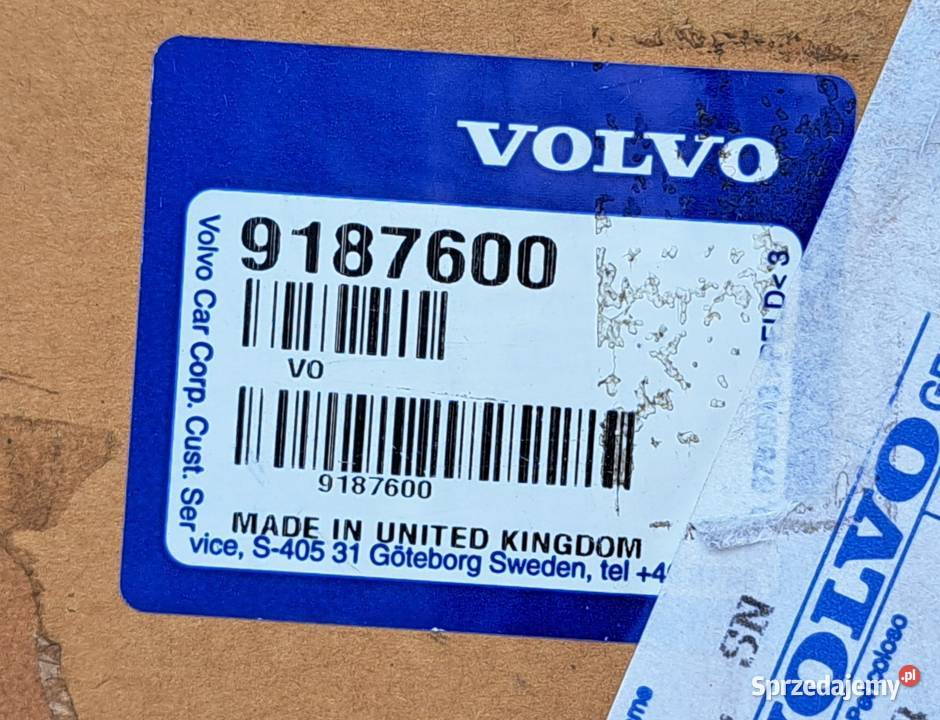 VOLVO
9187600
VO
9187600
MADE IN UNITED KINGDOM
Volvo Car Corp. Cust. Ser
vice, S-405 31 Göteborg Sweden, tel +4
VOLVO
Sprzedajemy.pl